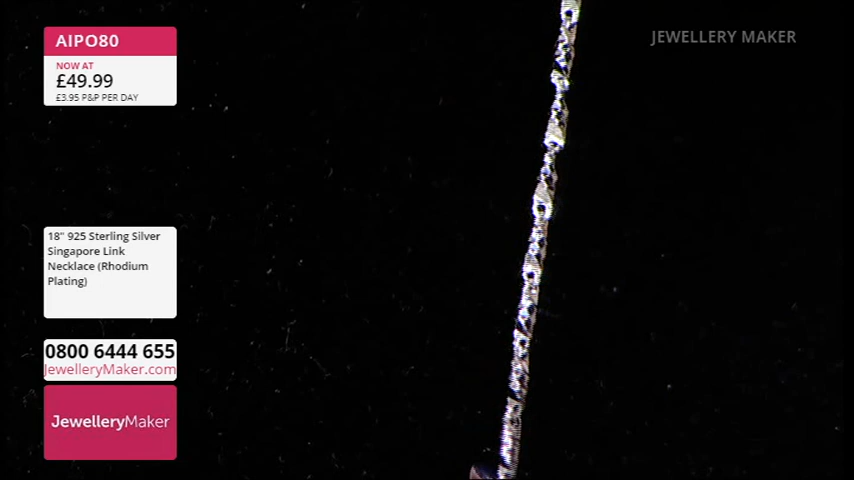 AIPO80
NOW AT
£49.99
£3.95 P&P PER DAY
JEWELLERY MAKER
18" 925 Sterling Silver
Singapore Link
Necklace (Rhodium
Plating)
0800 6444 655
JewelleryMaker.com
JewelleryMaker